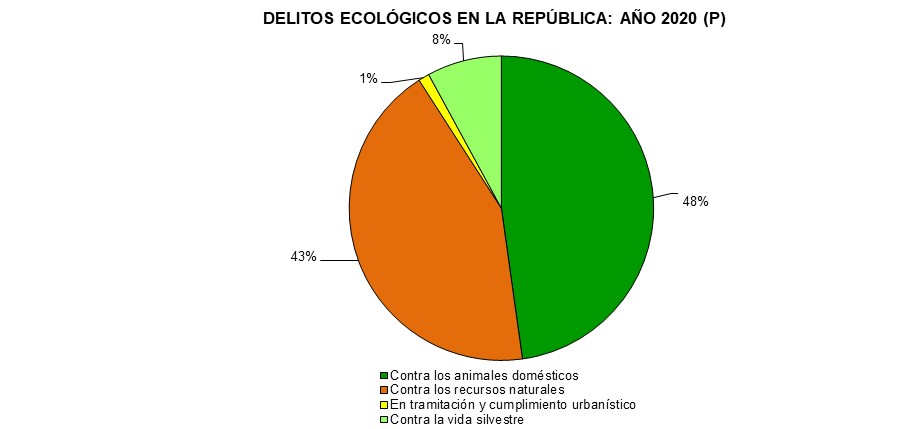 DELITOS ECOLÓGICOS EN LA REPÚBLICA: AÑO 2020 (P)
8%
1%
48%
43%
Contra los animales domésticos
Contra los recursos naturales
En tramitación y cumplimiento urbanístico
Contra la vida silvestre